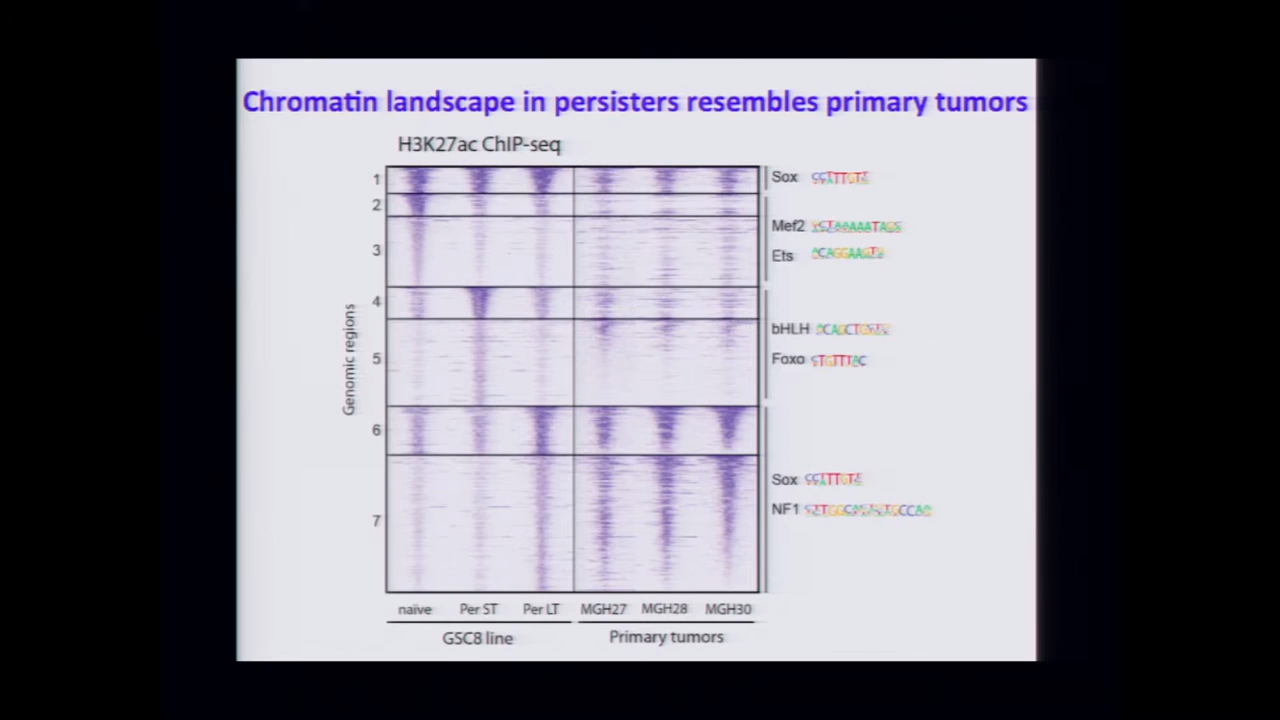 Chromatin landscape in persisters resembles primary tumors
H3K27ac ChIP-seq
Genomic regions
1
2
3
4
5
6
7
Sox
Mef2
Ets
bHLH
Foxo
Sox
NF1
naïve Per ST Per LT MGH27 MGH28 MGH30
GSC8 line Primary tumors